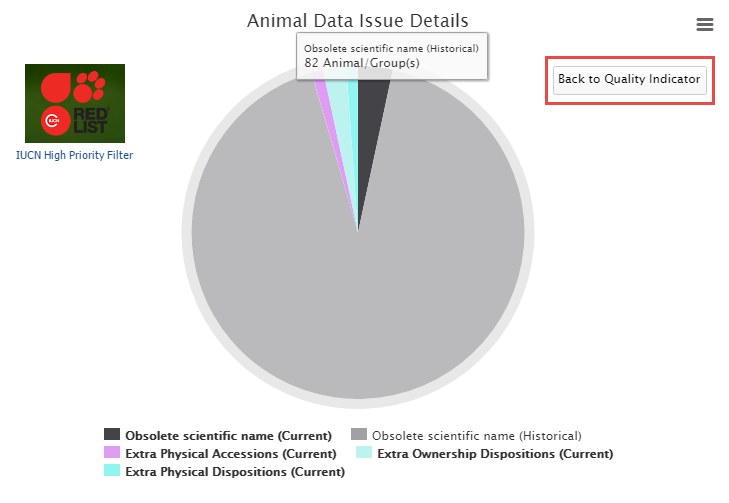 Animal Data Issue Details
Obsolete scientific name (Historical)
82 Animal/Group(s)
Back to Quality Indicator
RED
LIST
IUCN
IUCN High Priority Filter
Obsolete scientific name (Current)
Obsolete scientific name (Historical)
Extra Physical Accessions (Current)
Extra Ownership Dispositions (Current)
Extra Physical Dispositions (Current)